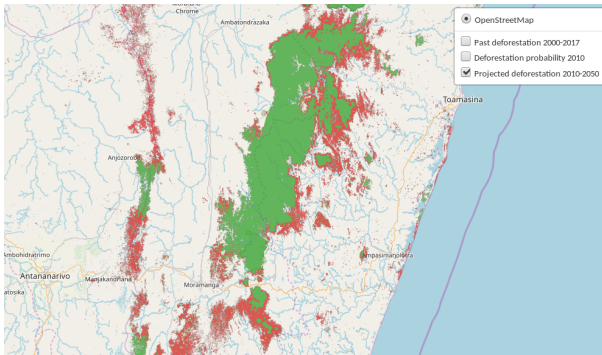 Chrome
Ambatondrazaka
OpenStreetMap
Past deforestation 2000-2017
Deforestation probability 2010
Projected deforestation 2010-2050
Toamasina
Anjozorobe
Ambohidratrimo
Antananarivo
Manjakandriana
atosika
Moramanga